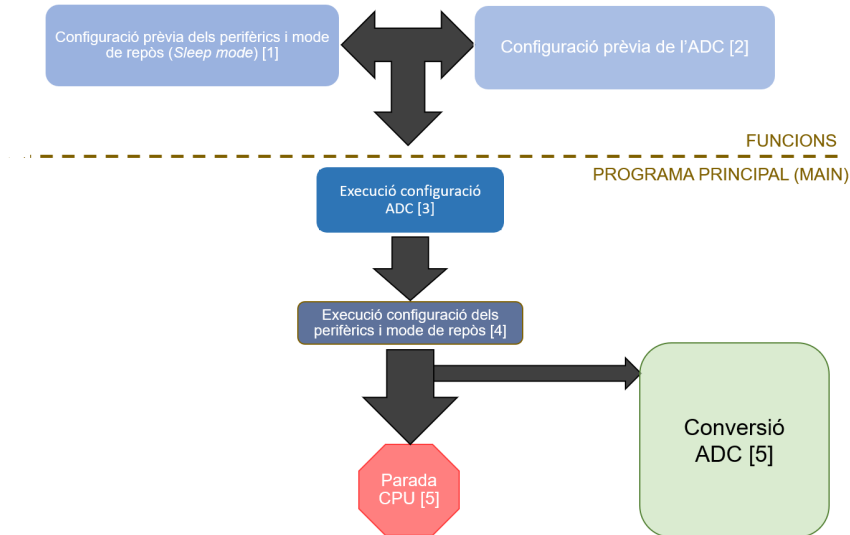 Configuració prèvia dels perifèrics i mode
de repòs (Sleep mode) [1]
Configuració prèvia de l'ADC [2]
FUNCIONS
PROGRAMA PRINCIPAL (MAIN)
Execució configuració
ADC [3]
Execució configuració dels
perifèrics i mode de repòs [4]
Conversió
ADC [5]
Parada
CPU [5]